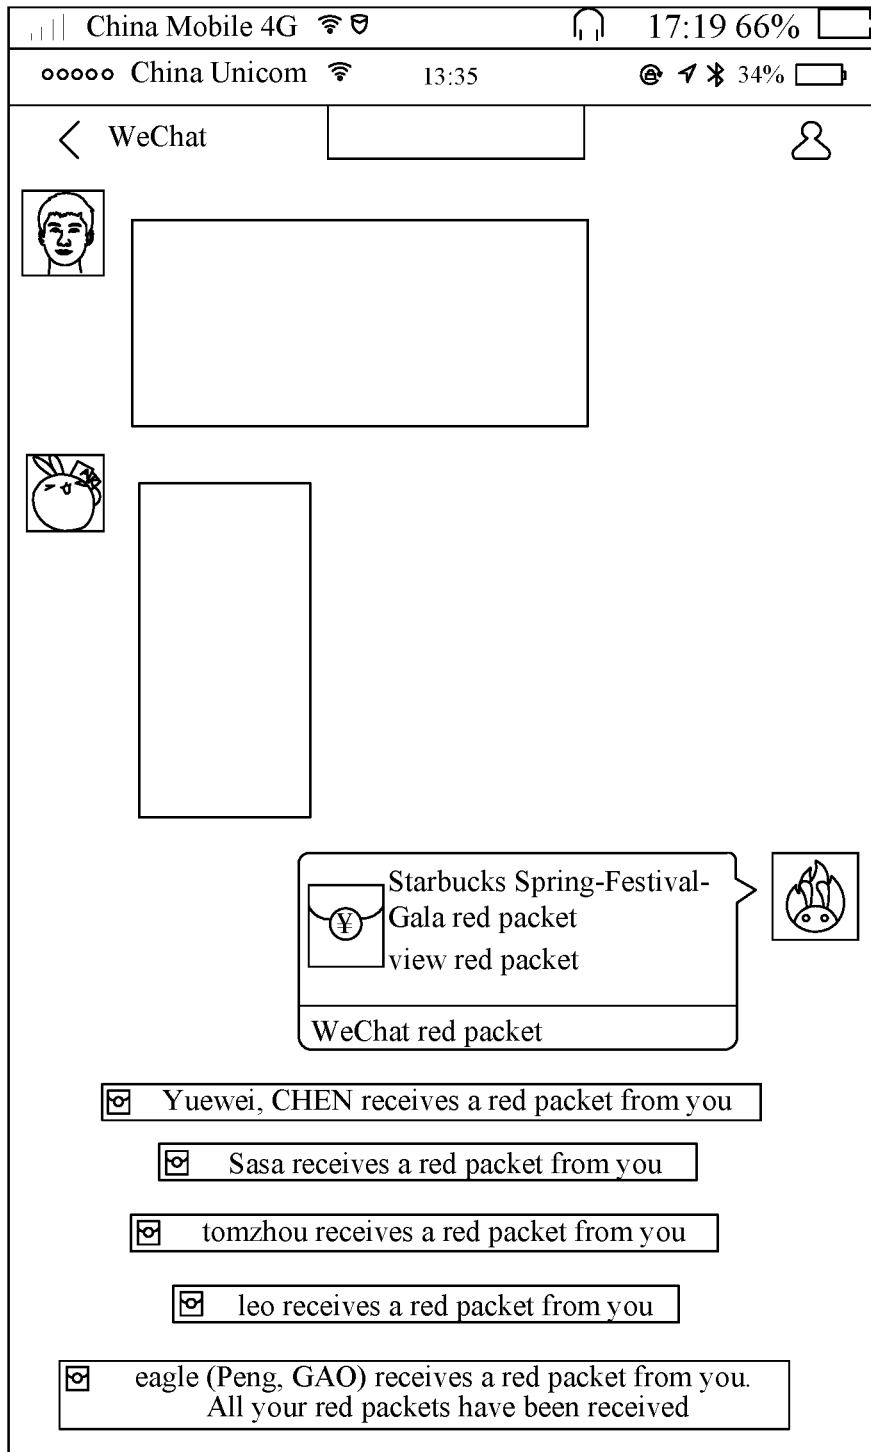 China Mobile 4G 17:19 66%
China Unicom 13:35 34%
WeChat
Starbucks Spring-Festival-
Gala red packet
¥
view red packet
WeChat red packet
Yuewei, CHEN receives a red packet from you
Sasa receives a red packet from you
tomzhou receives a red packet from you
leo receives a red packet from you
eagle (Peng, GAO) receives a red packet from you.
All your red packets have been received